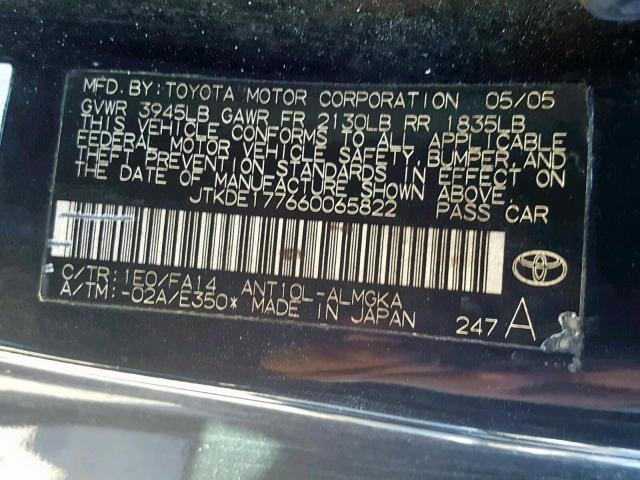 MFD.BY:TOYOTA MOTOR CORPORATION 05/05
GVWR 3945LB GAWR FR 2130LB RR 1835LB
THIS VEHICLE CONFORMS TO ALL APPLICABLE
FEDERAL MOTOR VEHICLE SAFETY, BUMPER, AND
THEFT PREVENTION STANDARDS IN EFFECT ON
THE DATE OF MANUFACTURE SHOWN ABOVE.
JTKDE177660065822 PASS CAR
C/TR:1E0/FA14 ANT10L-ALMGKA
A/TM:-02A/E350* MADE IN JAPAN 247 A